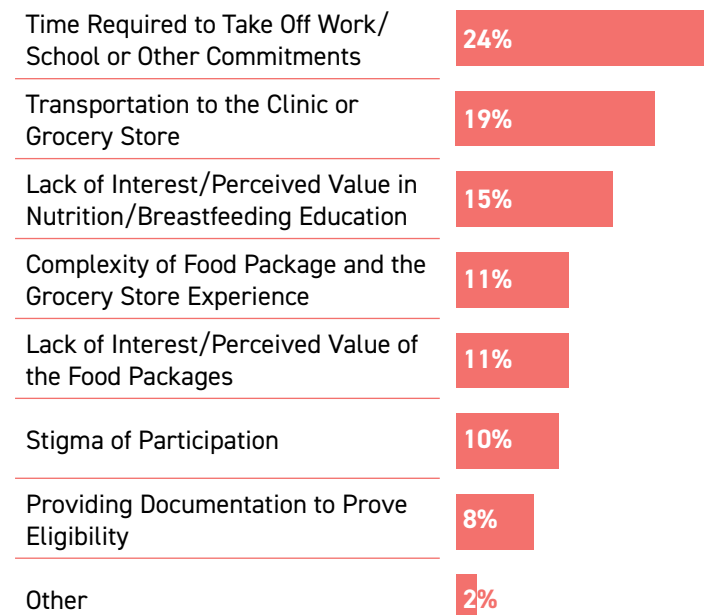 Time Required to Take Off Work/
School or Other Commitments
24%
Transportation to the Clinic or
Grocery Store
19%
Lack of Interest/Perceived Value in
Nutrition/Breastfeeding Education
15%
Complexity of Food Package and the
Grocery Store Experience
11%
Lack of Interest/Perceived Value of
the Food Packages
11%
Stigma of Participation
10%
Providing Documentation to Prove
Eligibility
8%
Other
2%